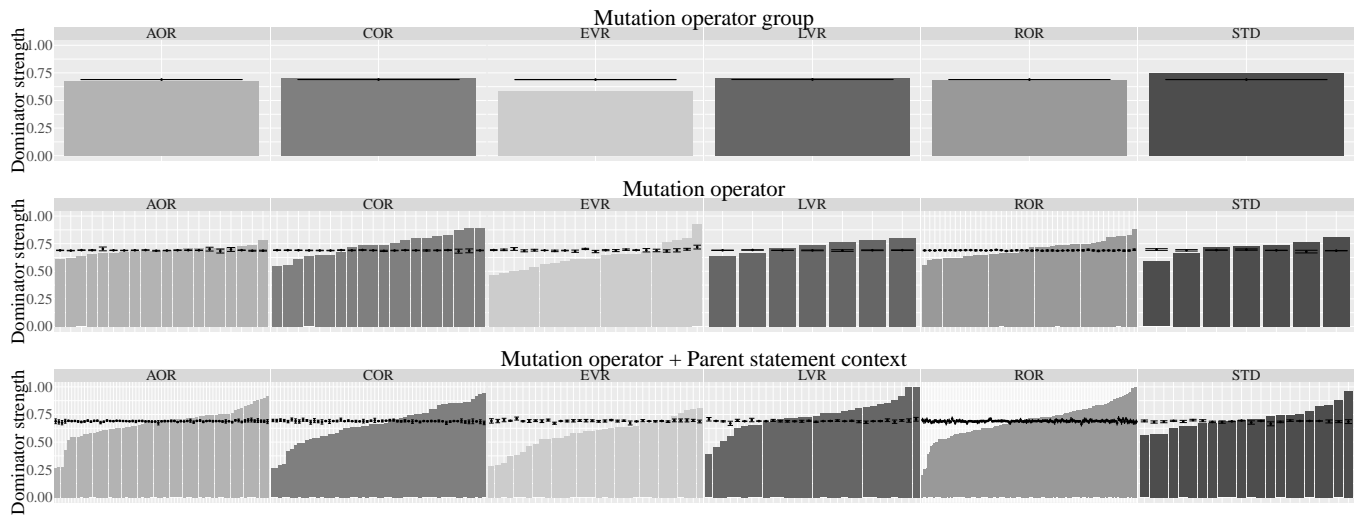 Mutation operator group
AOR COR EVR LVR ROR STD
Dominator strength
1.00
0.75
0.50
0.25
0.00
Mutation operator
AOR COR EVR LVR ROR STD
Dominator strength
1.00
0.75
0.50
0.25
0.00
Mutation operator + Parent statement context
AOR COR EVR LVR ROR STD
Dominator strength
1.00
0.75
0.50
0.25
0.00